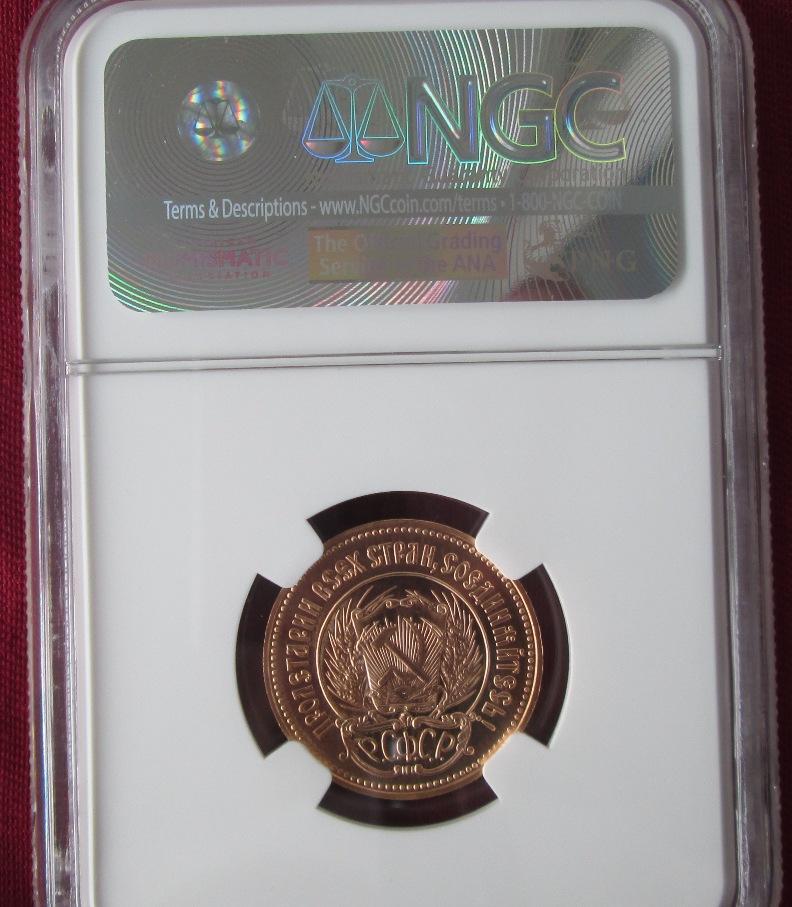 NGC
Terms & Descriptions - www.NGCcoin.com/terms • 1-800-NGC-COIN
NUMISMATIC
The Official Grading
Service of the ANA
PNG
ПРОЛЕТАРИИ ВСЕХ СТРАН, СОЕДИНЯЙТЕСЬ!
Р.С.Ф.С.Р.